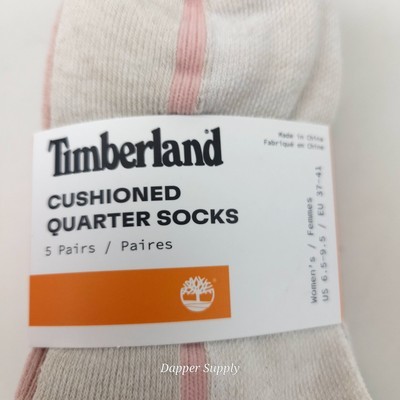 Timberland
Made in China
Fabriqué en Chine
CUSHIONED
QUARTER SOCKS
5 Pairs / Paires
Women's / Femmes
US 6.5-9.5 / EU 37-41
Dapper Supply